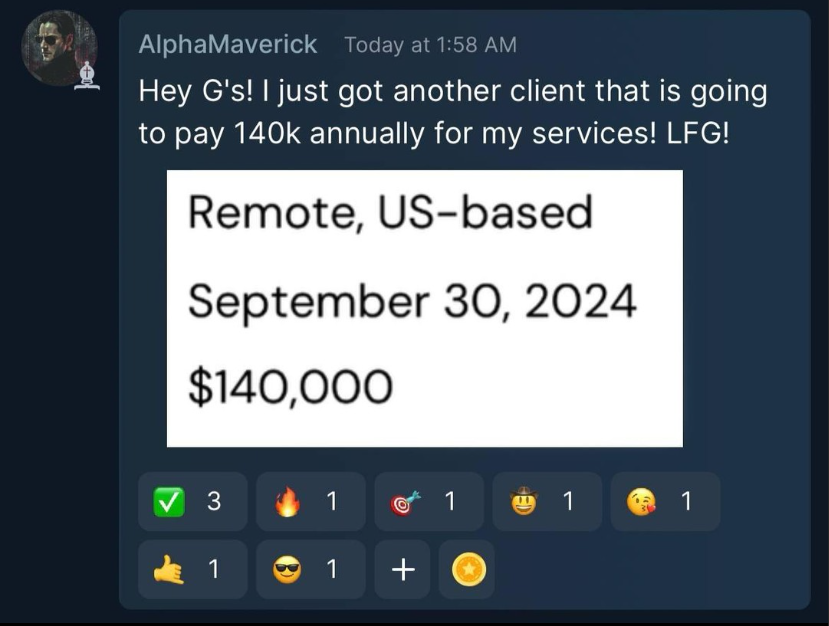 AlphaMaverick Today at 1:58 AM
Hey G's! I just got another client that is going
to pay 140k annually for my services! LFG!
Remote, US-based
September 30, 2024
$140,000
✅ 3 🔥 1 🎯 1 🤠 1 😘 1
🤙 1 😎 1 +